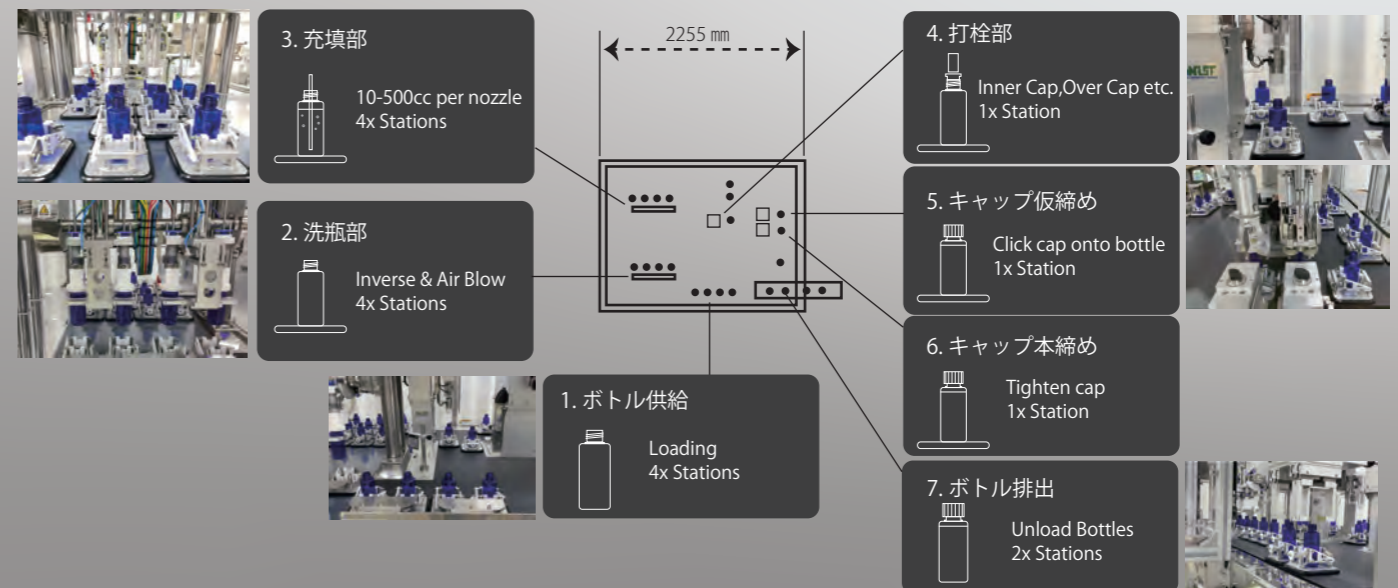 2255 mm
3. 充填部
10-500cc per nozzle
4x Stations
2. 洗瓶部
Inverse & Air Blow
4x Stations
1. ボトル供給
Loading
4x Stations
4. 打栓部
Inner Cap,Over Cap etc.
1x Station
5. キャップ仮締め
Click cap onto bottle
1x Station
6. キャップ本締め
Tighten cap
1x Station
7. ボトル排出
Unload Bottles
2x Stations